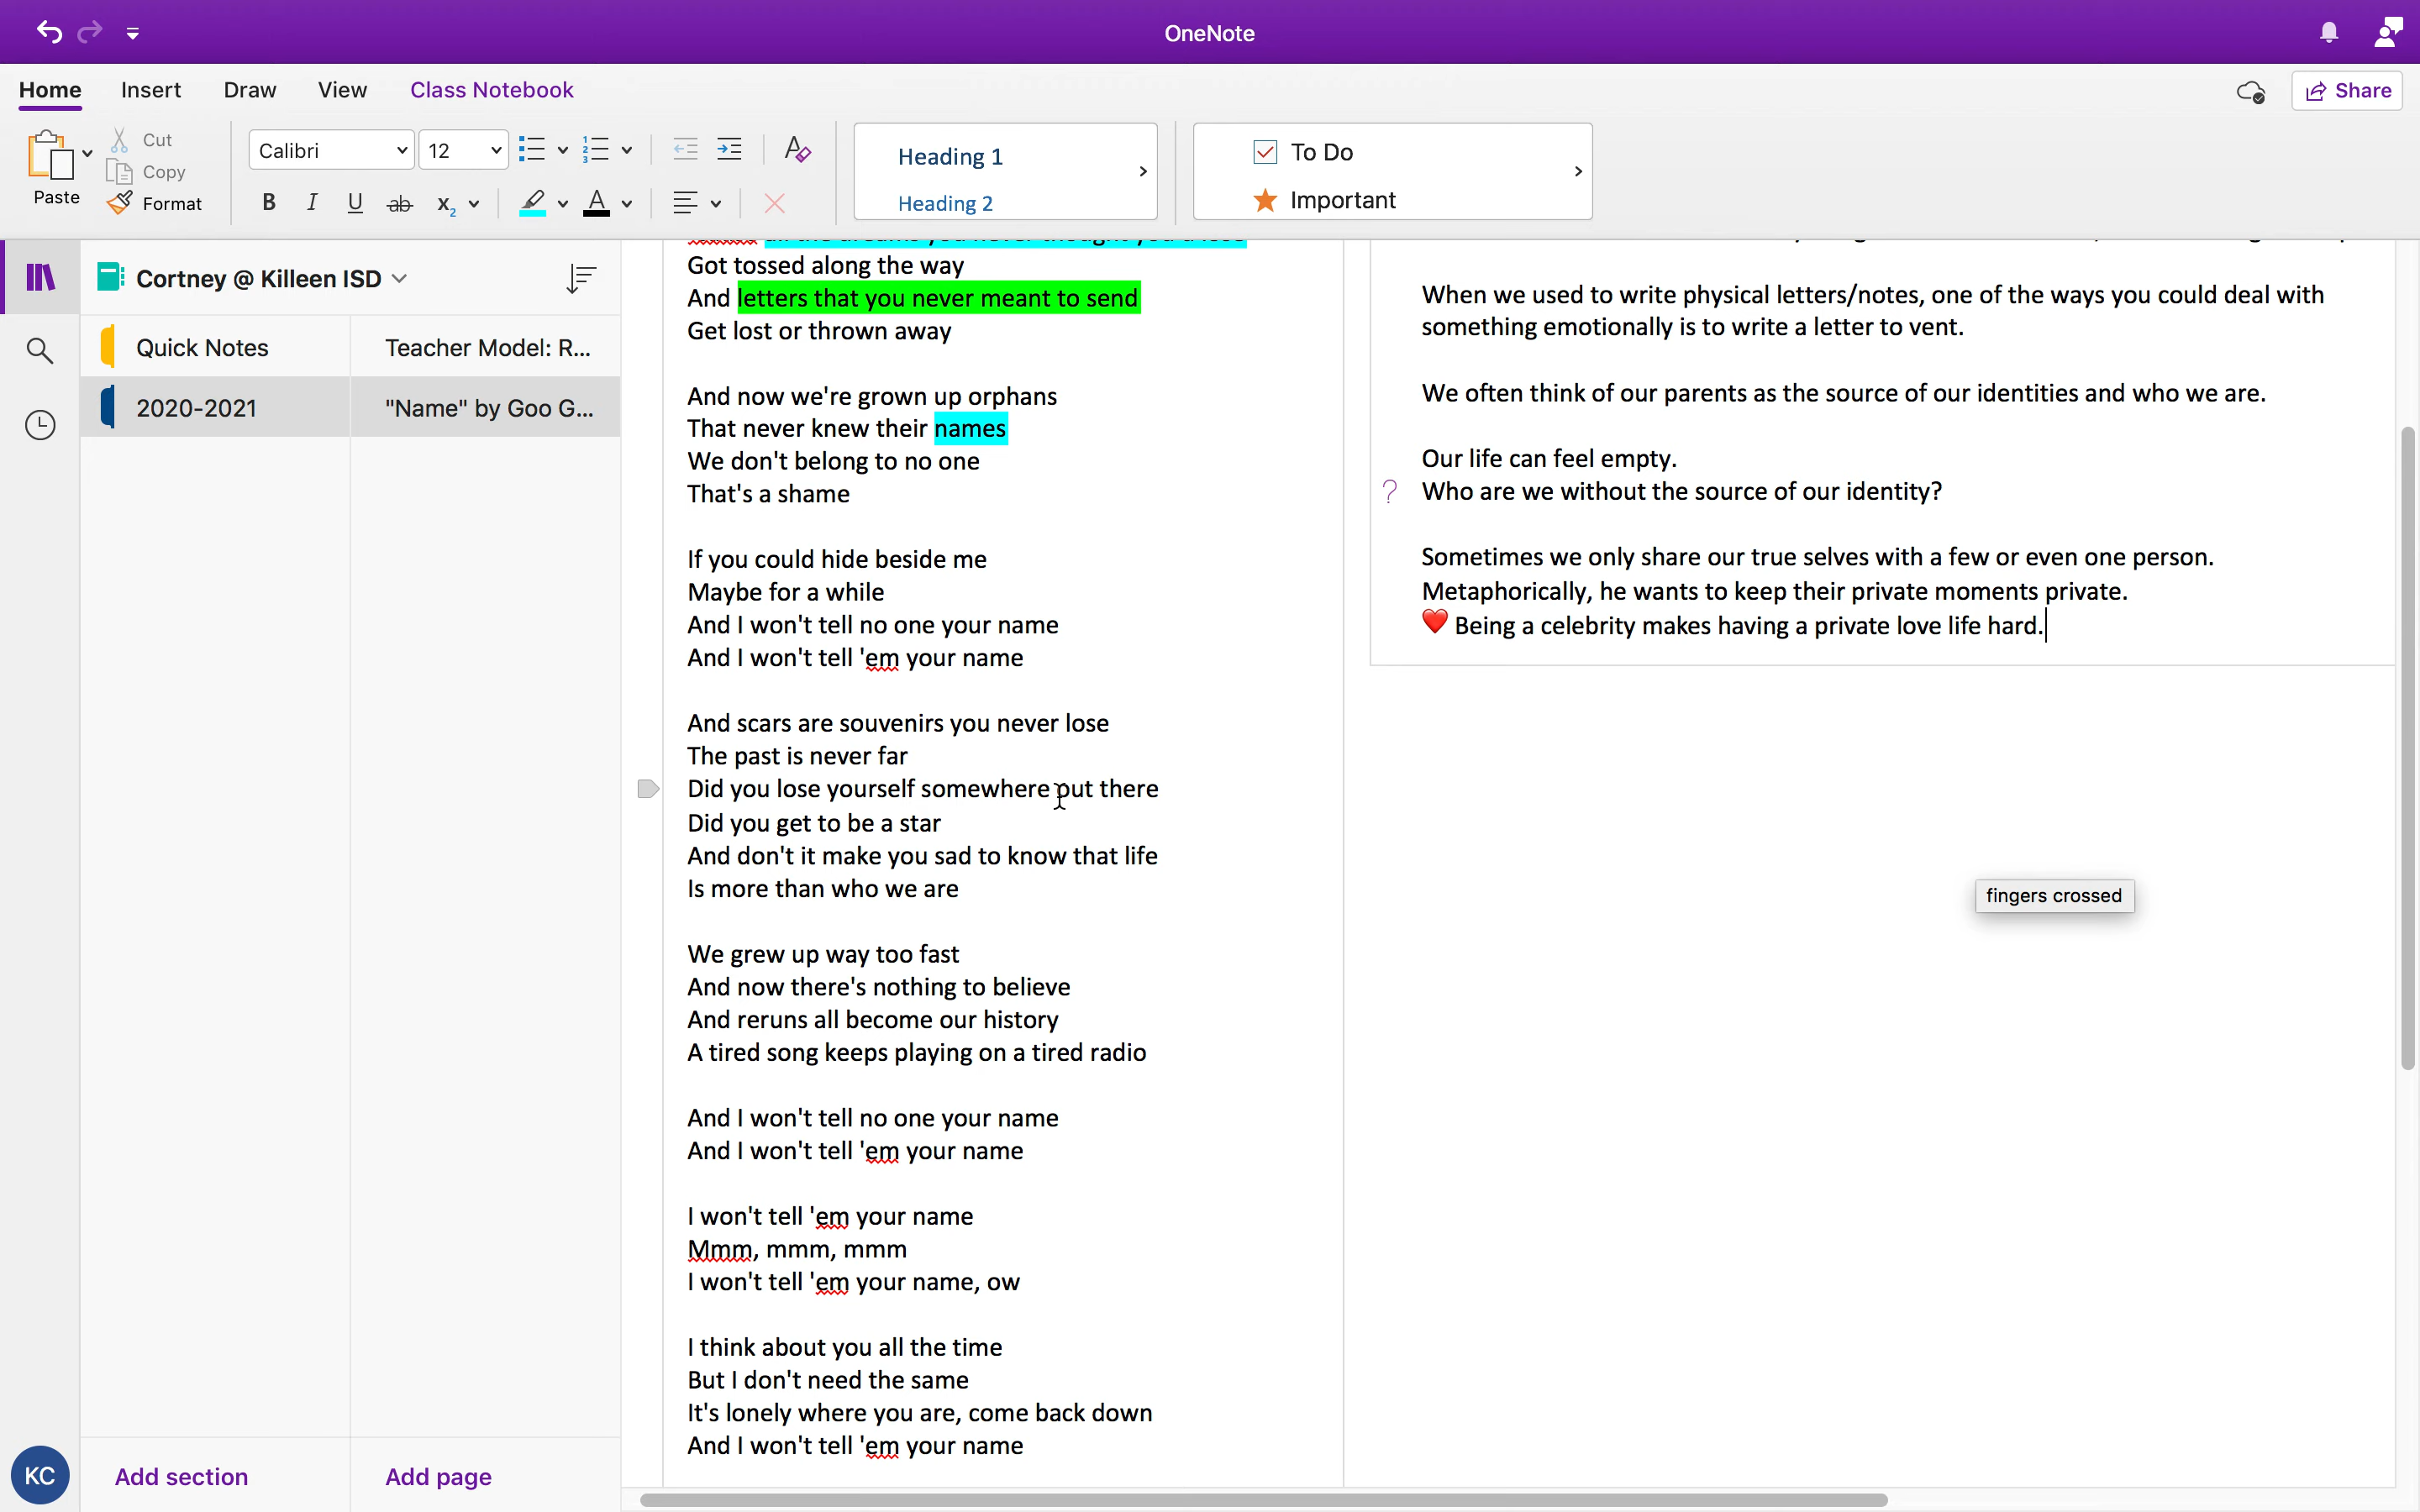 OneNote
Home Insert Draw View Class Notebook Share
Paste Cut Copy Format
Calibri 12
B I U ab X2 A
Heading 1
Heading 2
To Do
Important
Cortney @ Killeen ISD
Quick Notes
2020-2021
Teacher Model: R...
"Name" by Goo G...
Got tossed along the way
And letters that you never meant to send
Get lost or thrown away
And now we're grown up orphans
That never knew their names
We don't belong to no one
That's a shame
If you could hide beside me
Maybe for a while
And I won't tell no one your name
And I won't tell 'em your name
And scars are souvenirs you never lose
The past is never far
Did you lose yourself somewhere out there
Did you get to be a star
And don't it make you sad to know that life
Is more than who we are
We grew up way too fast
And now there's nothing to believe
And reruns all become our history
A tired song keeps playing on a tired radio
And I won't tell no one your name
And I won't tell 'em your name
I won't tell 'em your name
Mmm, mmm, mmm
I won't tell 'em your name, ow
I think about you all the time
But I don't need the same
It's lonely where you are, come back down
And I won't tell 'em your name
When we used to write physical letters/notes, one of the ways you could deal with
something emotionally is to write a letter to vent.
We often think of our parents as the source of our identities and who we are.
Our life can feel empty.
? Who are we without the source of our identity?
Sometimes we only share our true selves with a few or even one person.
Metaphorically, he wants to keep their private moments private.
❤️ Being a celebrity makes having a private love life hard.
fingers crossed
KC
Add section
Add page